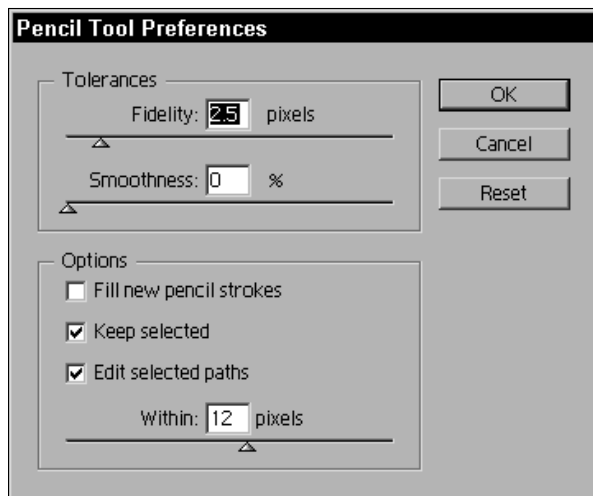 Pencil Tool Preferences
Tolerances
Fidelity: 2.5 pixels
Smoothness: 0 %
OK
Cancel
Reset
Options
Fill new pencil strokes
Keep selected
Edit selected paths
Within: 12 pixels